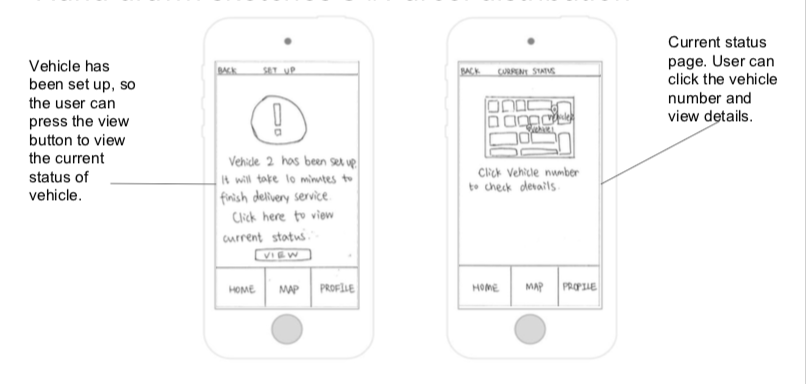 Vehicle has
been set up, so
the user can
press the view
button to view
the current
status of
vehicle.
BACK SET UP
!
Vehicle 2 has been set up.
It will take 10 minutes to
finish delivery service.
Click here to view
current status.
VIEW
HOME MAP PROFILE
BACK CURRENT STATUS
Click Vehicle number
to check details.
HOME MAP PROFILE
Current status
page. User can
click the vehicle
number and
view details.